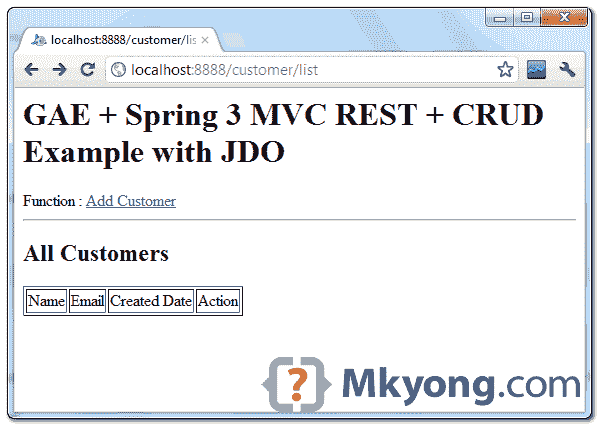 localhost:8888/customer/lis
localhost:8888/customer/list
GAE + Spring 3 MVC REST + CRUD
Example with JDO
Function : Add Customer
All Customers
Name Email Created Date Action
Mkyong.com